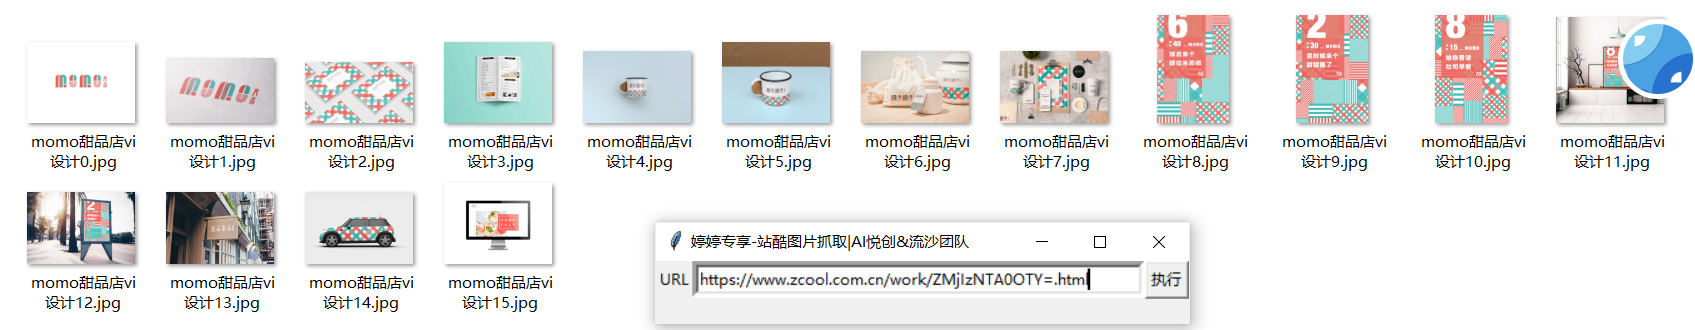 momo甜品店vi
设计0.jpg
momo甜品店vi
设计1.jpg
momo甜品店vi
设计2.jpg
momo甜品店vi
设计3.jpg
momo甜品店vi
设计4.jpg
momo甜品店vi
设计5.jpg
momo甜品店vi
设计6.jpg
momo甜品店vi
设计7.jpg
momo甜品店vi
设计8.jpg
momo甜品店vi
设计9.jpg
momo甜品店vi
设计10.jpg
momo甜品店vi
设计11.jpg
momo甜品店vi
设计12.jpg
momo甜品店vi
设计13.jpg
momo甜品店vi
设计14.jpg
momo甜品店vi
设计15.jpg
MOMO
MOMO
6
:40
MOMO
2
:30
MOMO
8
:15
MOMO
2
婷婷专享-站酷图片抓取|AI悦创&流沙团队
URL
https://www.zcool.com.cn/work/ZMjIzNTA0OTY=.html
执行